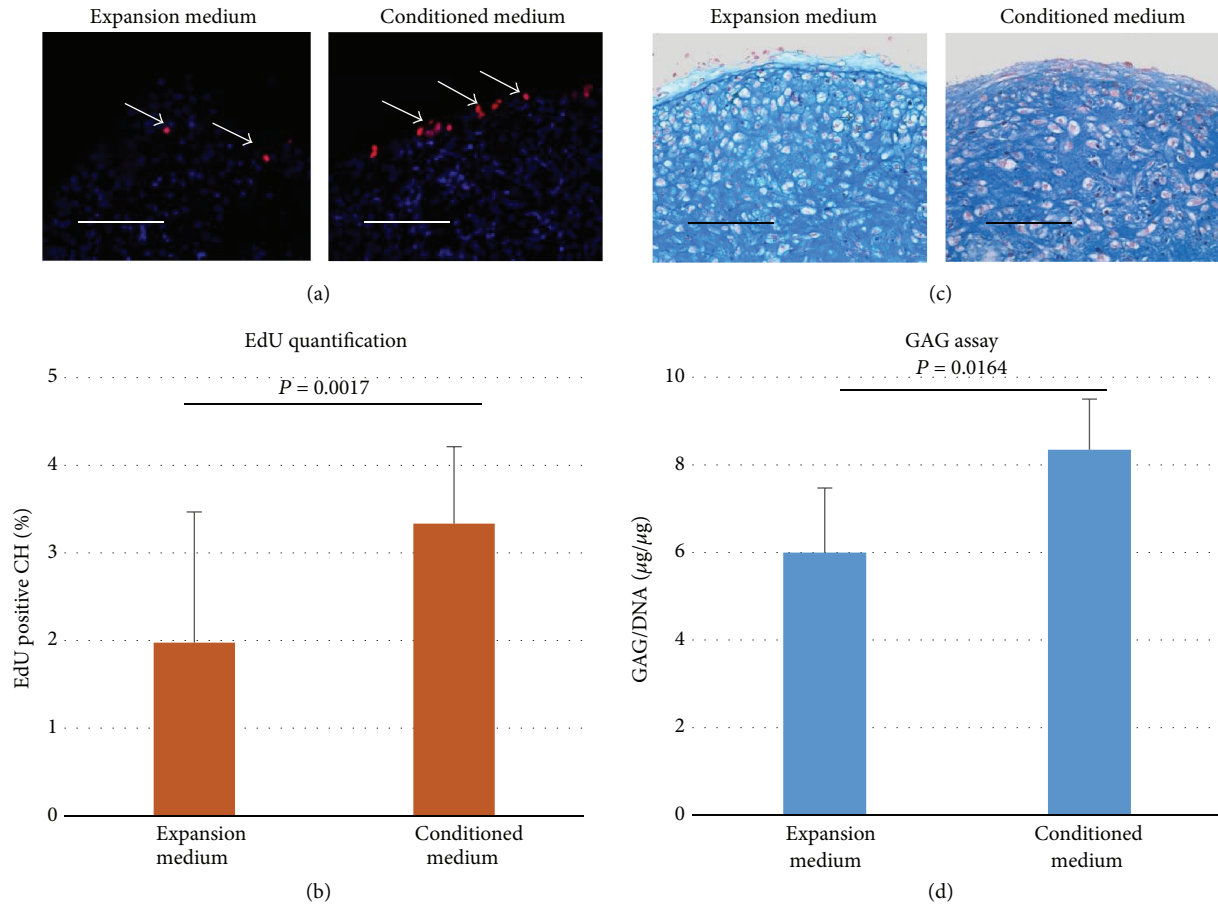 Expansion medium
Conditioned medium
(a)
Expansion medium
Conditioned medium
(c)
EdU quantification
P = 0.0017
EdU positive CH (%)
5
4
3
2
1
0
Expansion
medium
Conditioned
medium
(b)
GAG assay
P = 0.0164
GAG/DNA (μg/μg)
10
8
6
4
2
0
Expansion
medium
Conditioned
medium
(d)